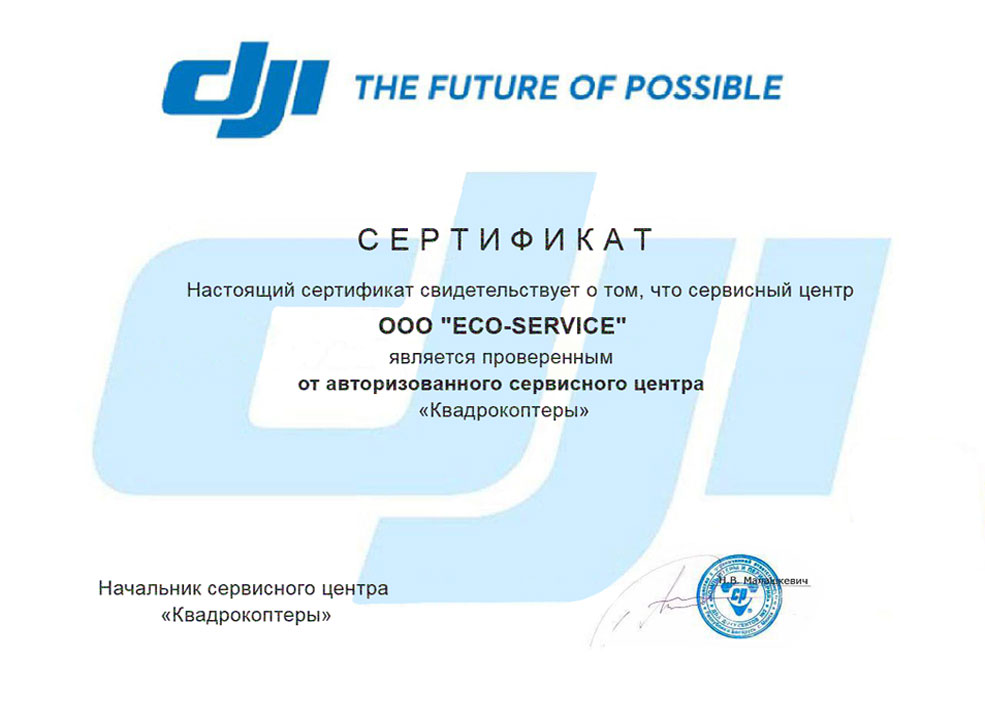 dji THE FUTURE OF POSSIBLE
СЕРТИФИКАТ
Настоящий сертификат свидетельствует о том, что сервисный центр
ООО "ECO-SERVICE"
является проверенным
от авторизованного сервисного центра
«Квадрокоптеры»
Начальник сервисного центра
«Квадрокоптеры»
Н.В.